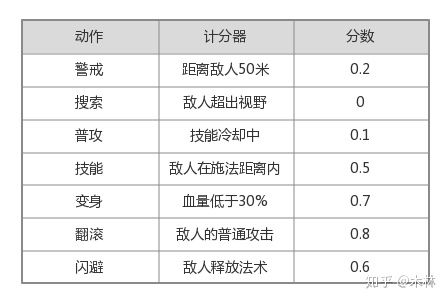 动作 计分器 分数
警戒 距离敌人50米 0.2
搜索 敌人超出视野 0
普攻 技能冷却中 0.1
技能 敌人在施法距离内 0.5
变身 血量低于30% 0.7
翻滚 敌人的普通攻击 0.8
闪避 敌人释放法术 0.6
知乎 @木林